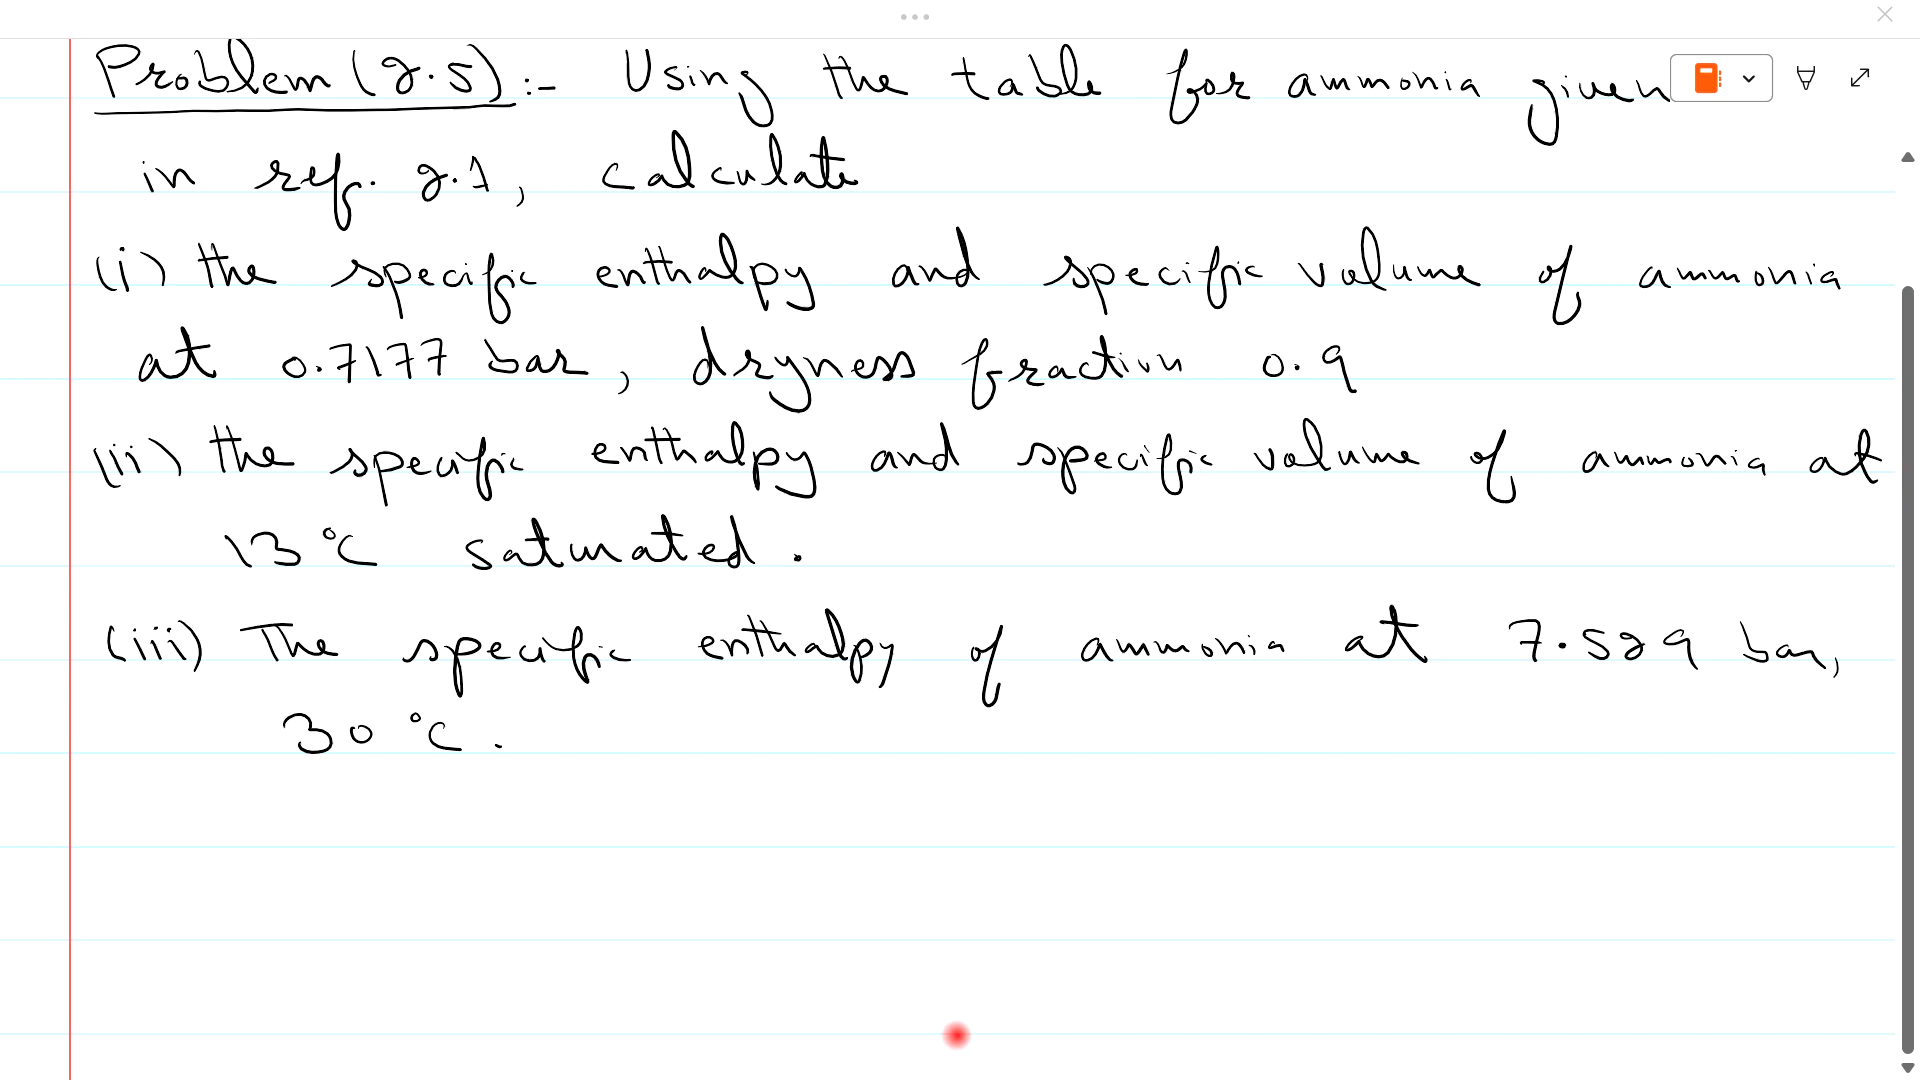 Problem (2.5) :- Using the table for ammonia given
in ref. 2.1, calculate
(i) the specific enthalpy and specific volume of ammonia
at 0.7177 bar, dryness fraction 0.9
(ii) the specific enthalpy and specific volume of ammonia at
13 °C saturated.
(iii) The specific enthalpy of ammonia at 7.529 bar,
30 °C.